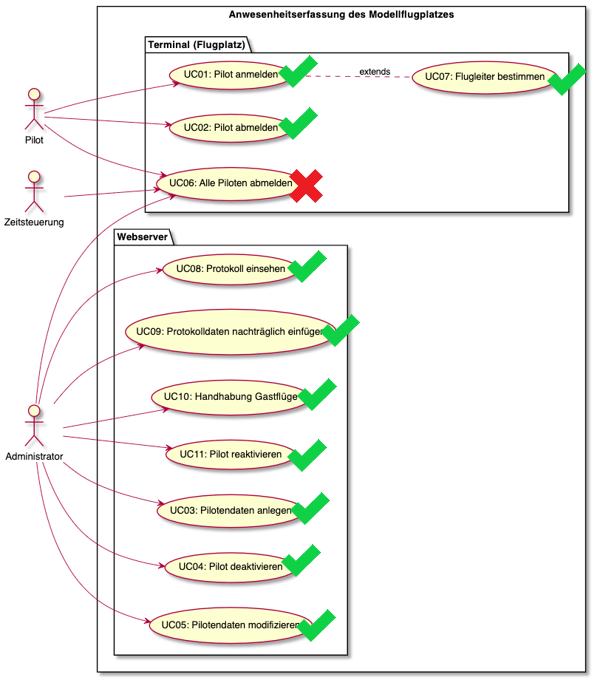 Anwesenheitserfassung des Modellflugplatzes
Terminal (Flugplatz)
UC01: Pilot anmelden
extends
UC07: Flugleiter bestimmen
UC02: Pilot abmelden
Pilot
UC06: Alle Piloten abmelden
Zeitsteuerung
Webserver
UC08: Protokoll einsehen
UC09: Protokolldaten nachträglich einfügen
UC10: Handhabung Gastflüge
Administrator
UC11: Pilot reaktivieren
UC03: Pilotendaten anlegen
UC04: Pilot deaktivieren
UC05: Pilotendaten modifizieren